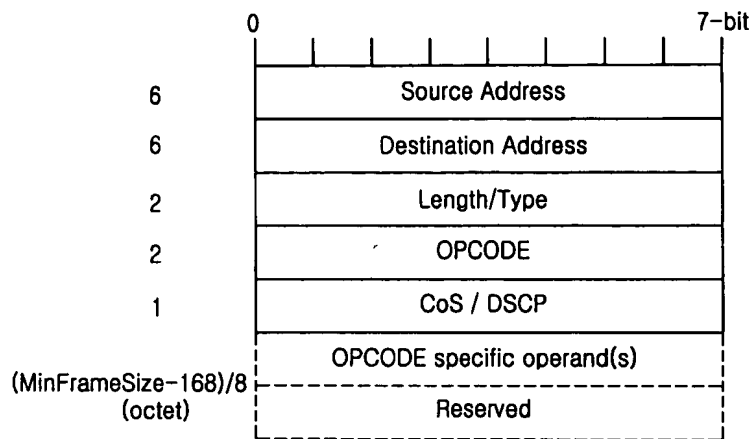 0 7-bit
6 Source Address
6 Destination Address
2 Length/Type
2 OPCODE
1 CoS / DSCP
OPCODE specific operand(s)
(MinFrameSize-168)/8
(octet) Reserved